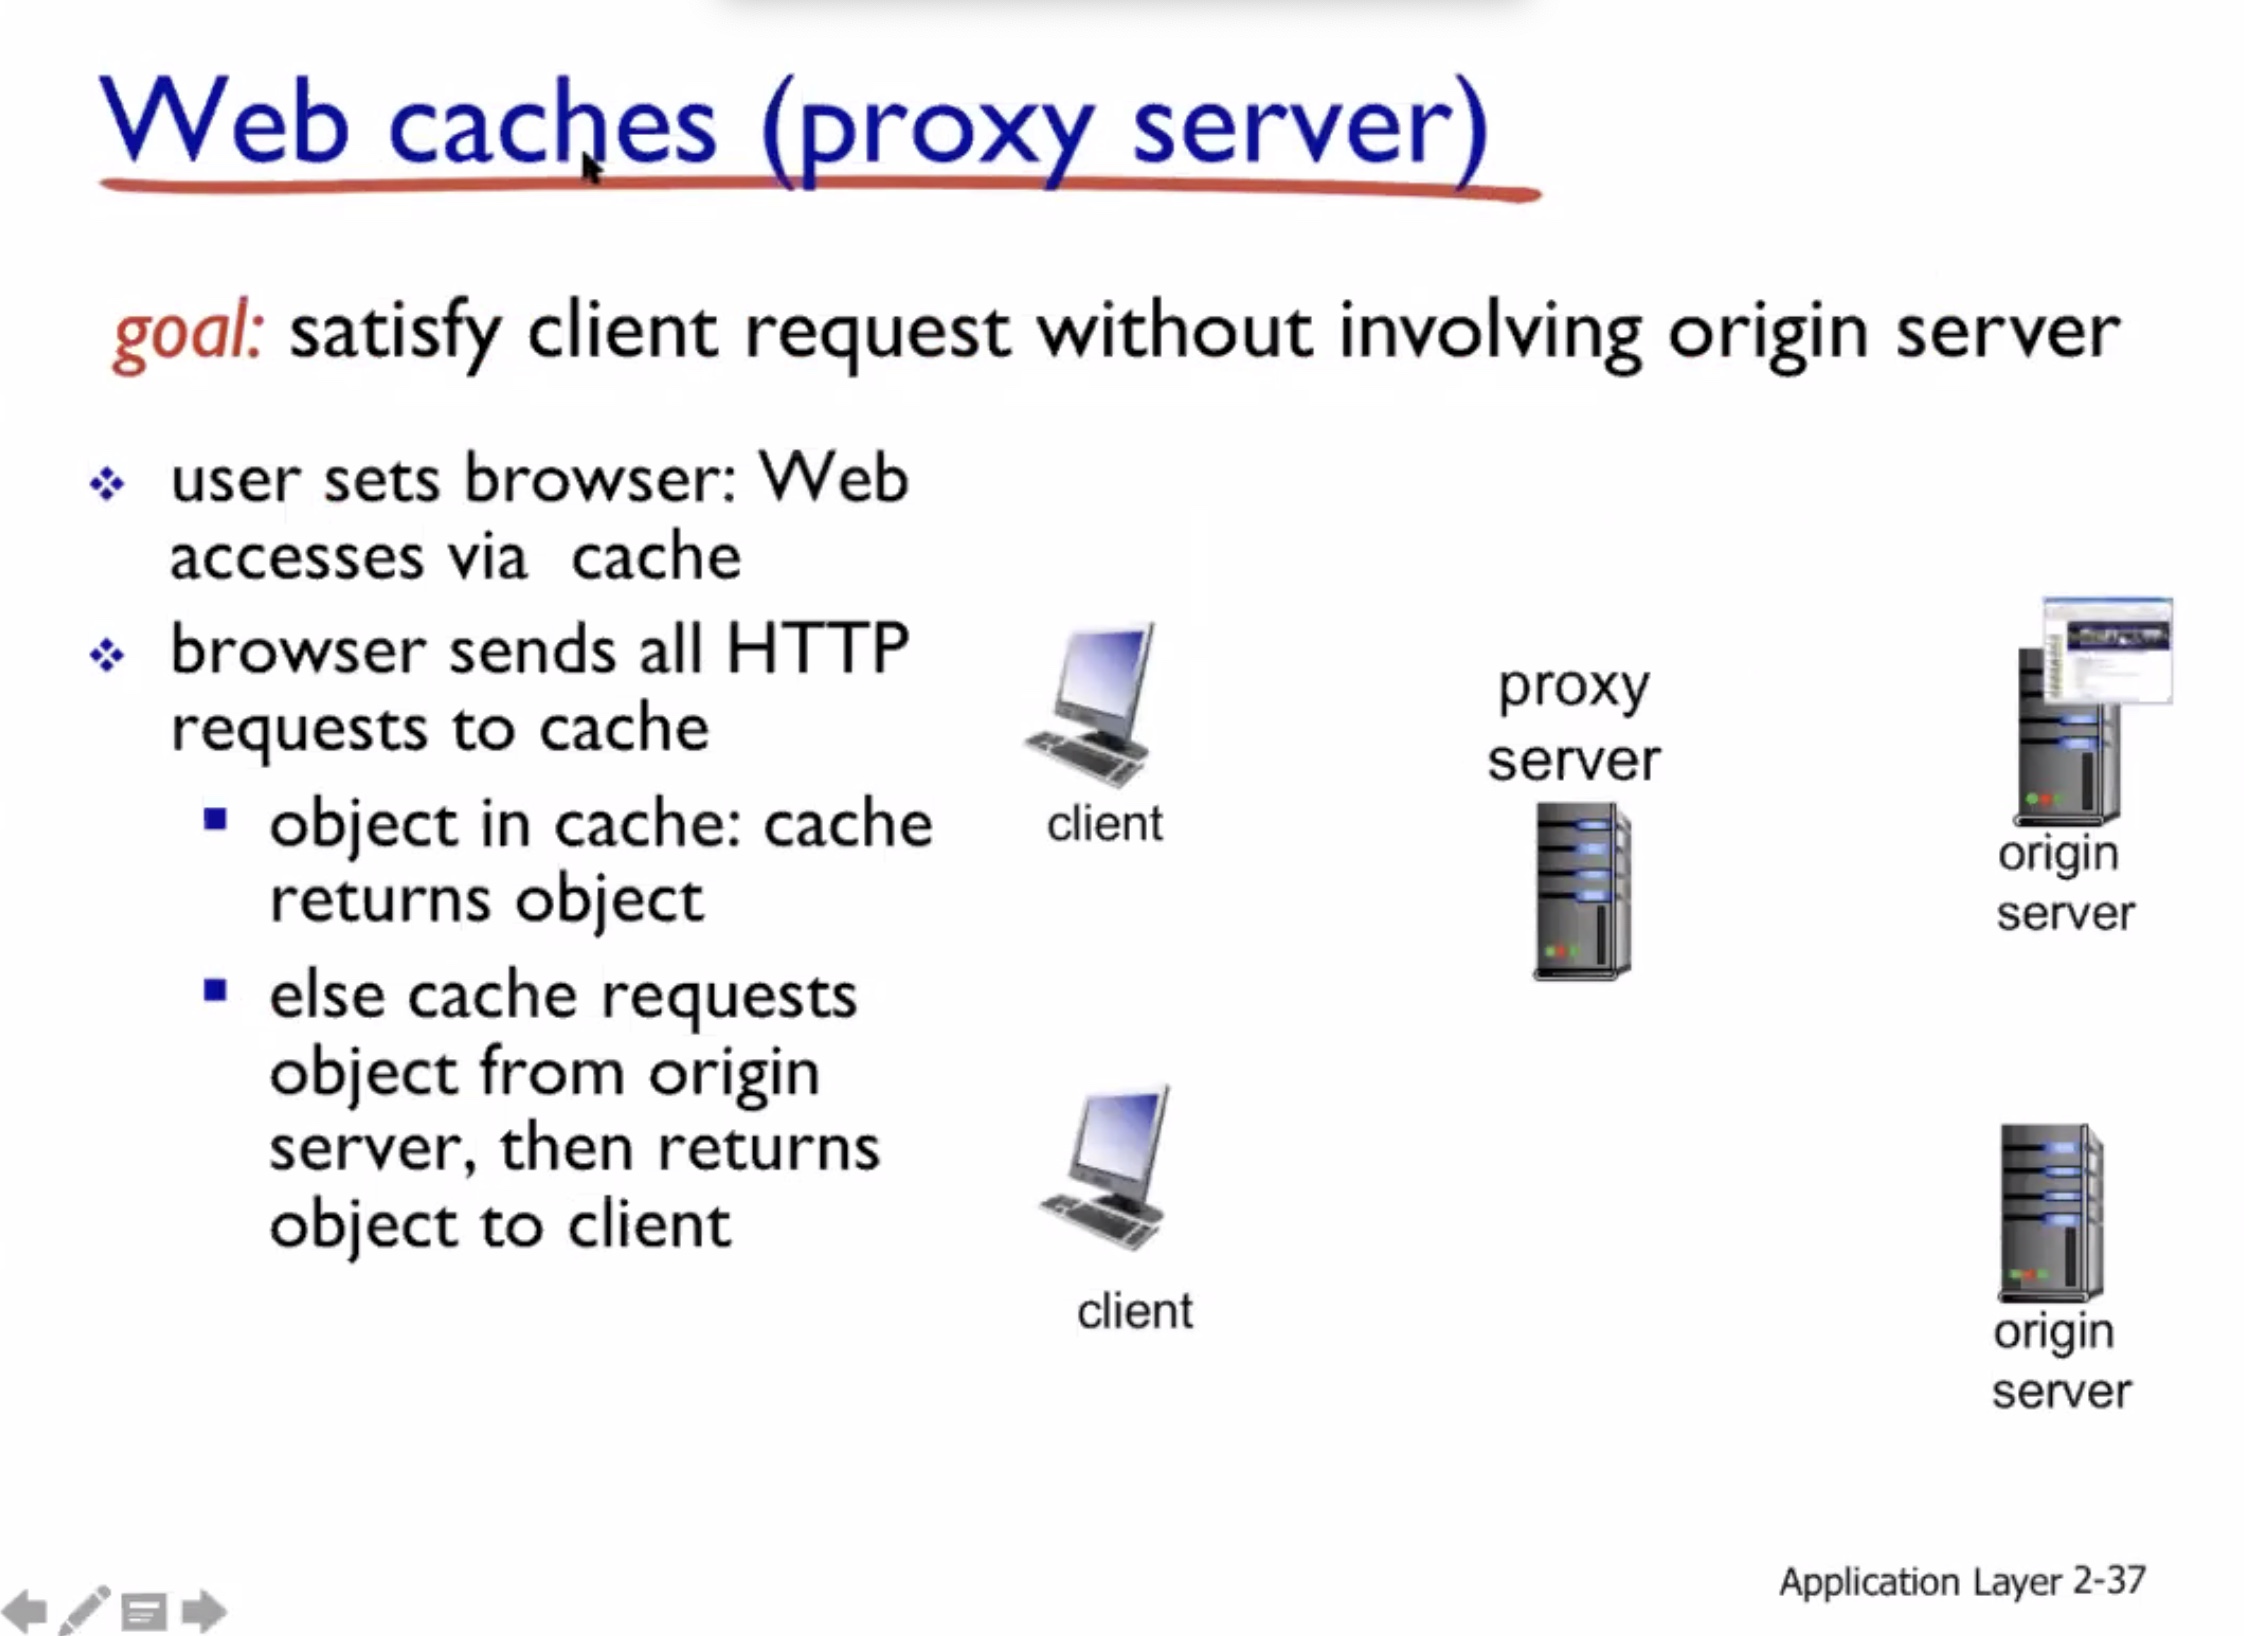 Web caches (proxy server)
goal: satisfy client request without involving origin server
user sets browser: Web
accesses via cache
browser sends all HTTP
requests to cache
object in cache: cache
returns object
else cache requests
object from origin
server, then returns
object to client
client
proxy
server
origin
server
client
origin
server
Application Layer 2-37